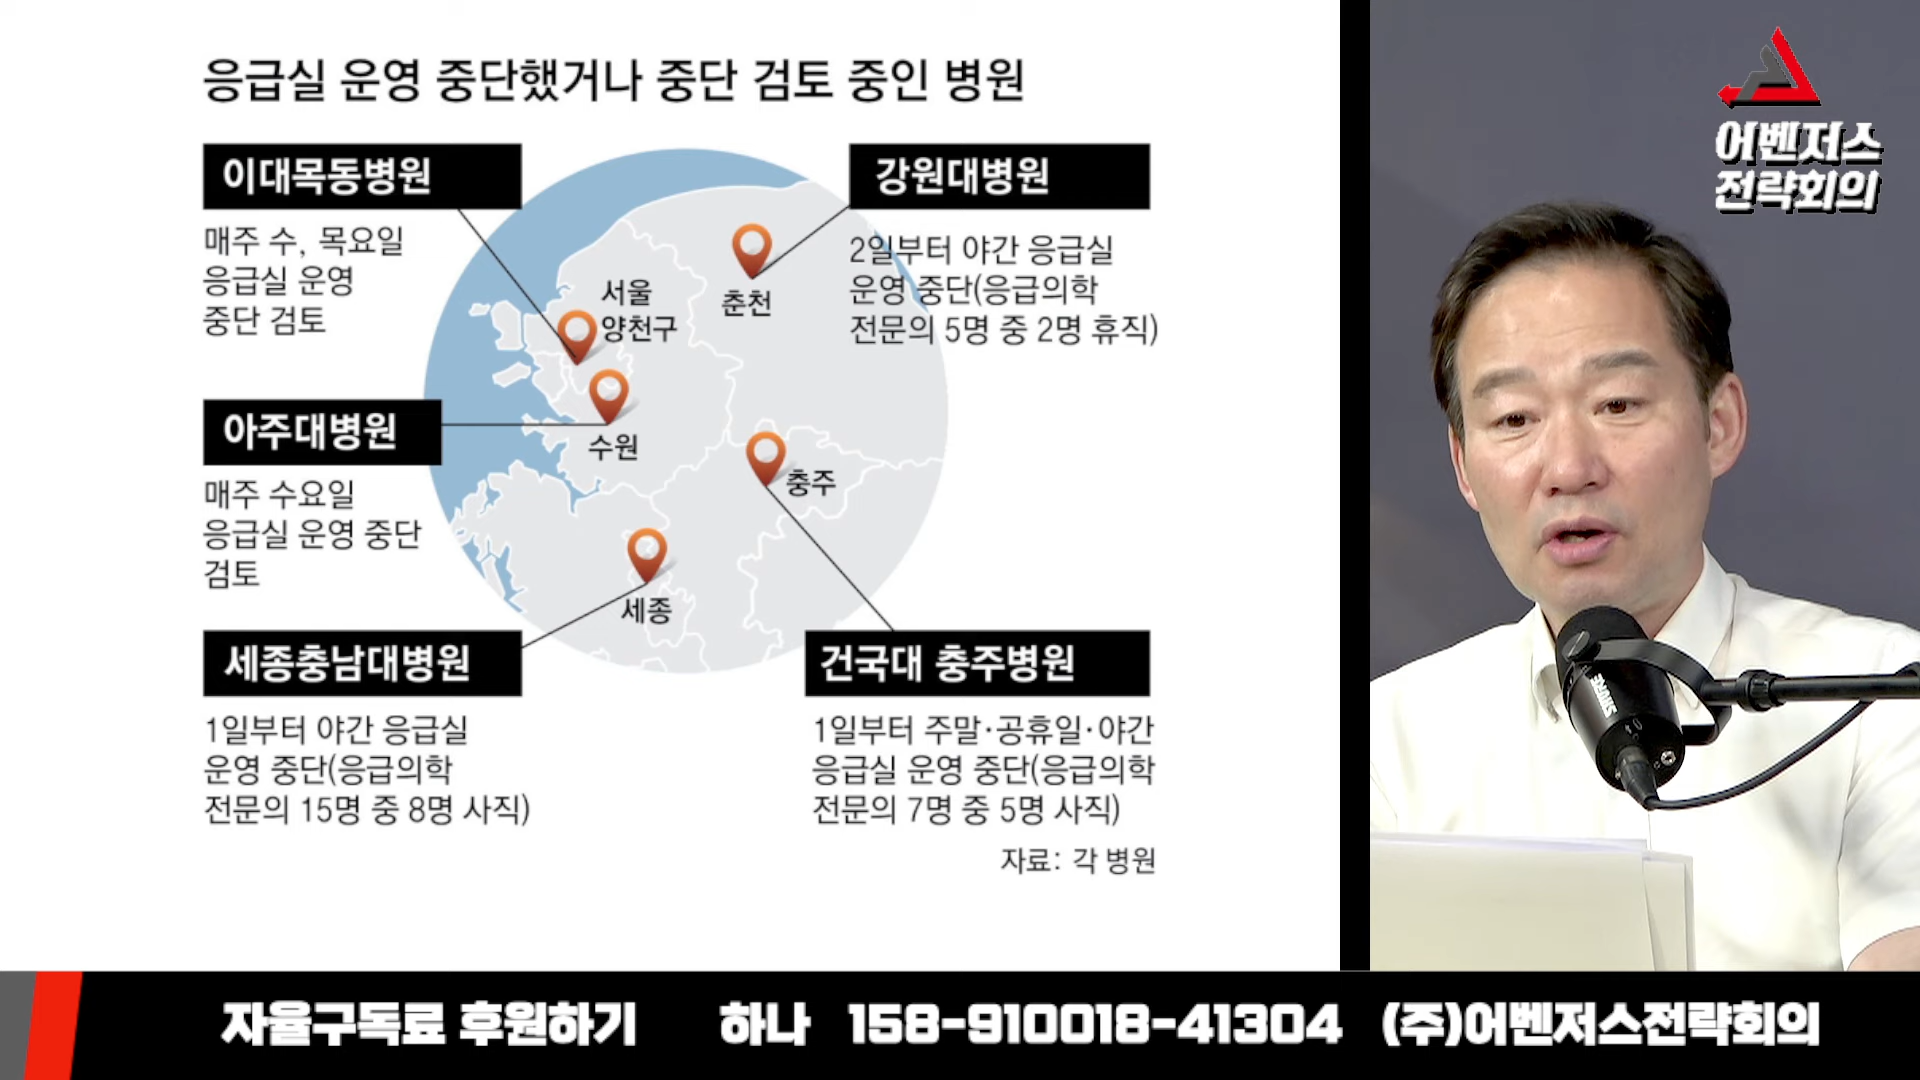 응급실 운영 중단했거나 중단 검토 중인 병원
이대목동병원
매주 수, 목요일
응급실 운영
중단 검토
강원대병원
2일부터 야간 응급실
운영 중단(응급의학
전문의 5명 중 2명 휴직)
서울
양천구
춘천
아주대병원
매주 수요일
응급실 운영 중단
검토
수원
충주
세종
세종충남대병원
1일부터 야간 응급실
운영 중단(응급의학
전문의 15명 중 8명 사직)
건국대 충주병원
1일부터 주말·공휴일·야간
응급실 운영 중단(응급의학
전문의 7명 중 5명 사직)
자료: 각 병원
어벤저스
전략회의
SHURE
자율구독료 후원하기 하나 158-910018-41304 (주)어벤저스전략회의